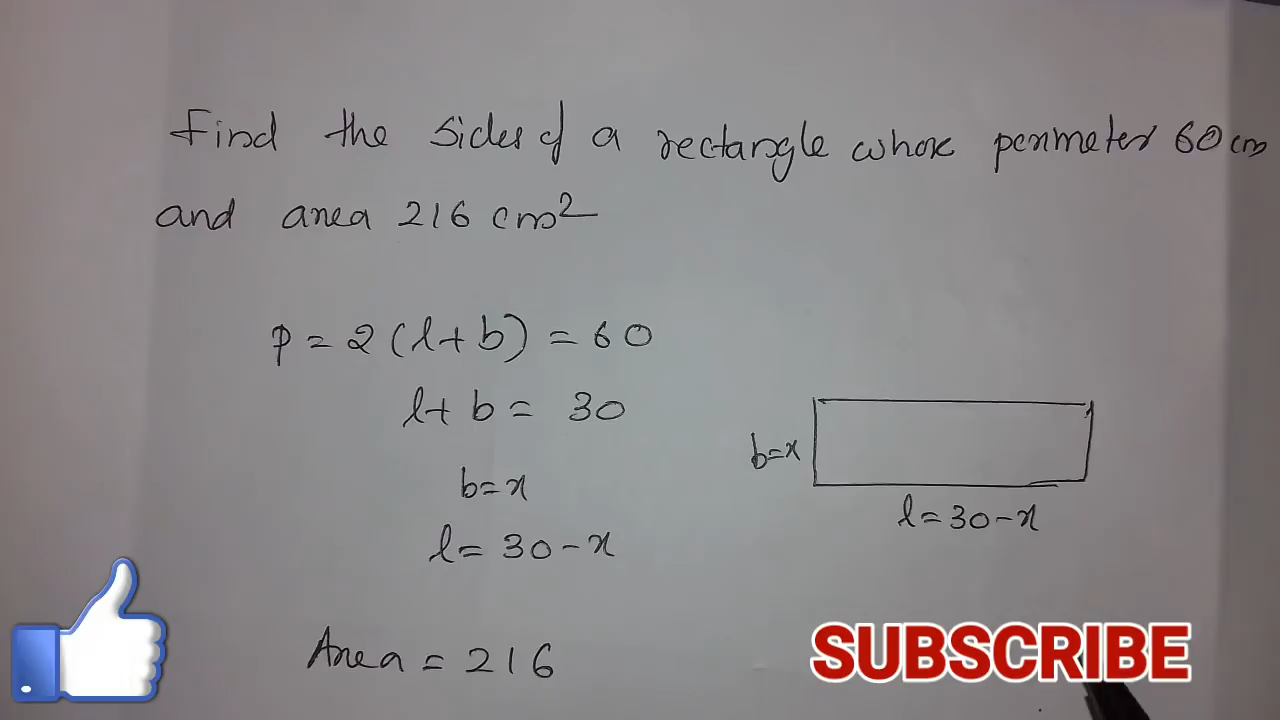 Find the sides of a rectangle whose perimeter 60 cm
and area 216 cm²
P = 2 (l + b) = 60
l + b = 30
b = x
l = 30 - x
b = x
l = 30 - x
Area = 216
SUBSCRIBE